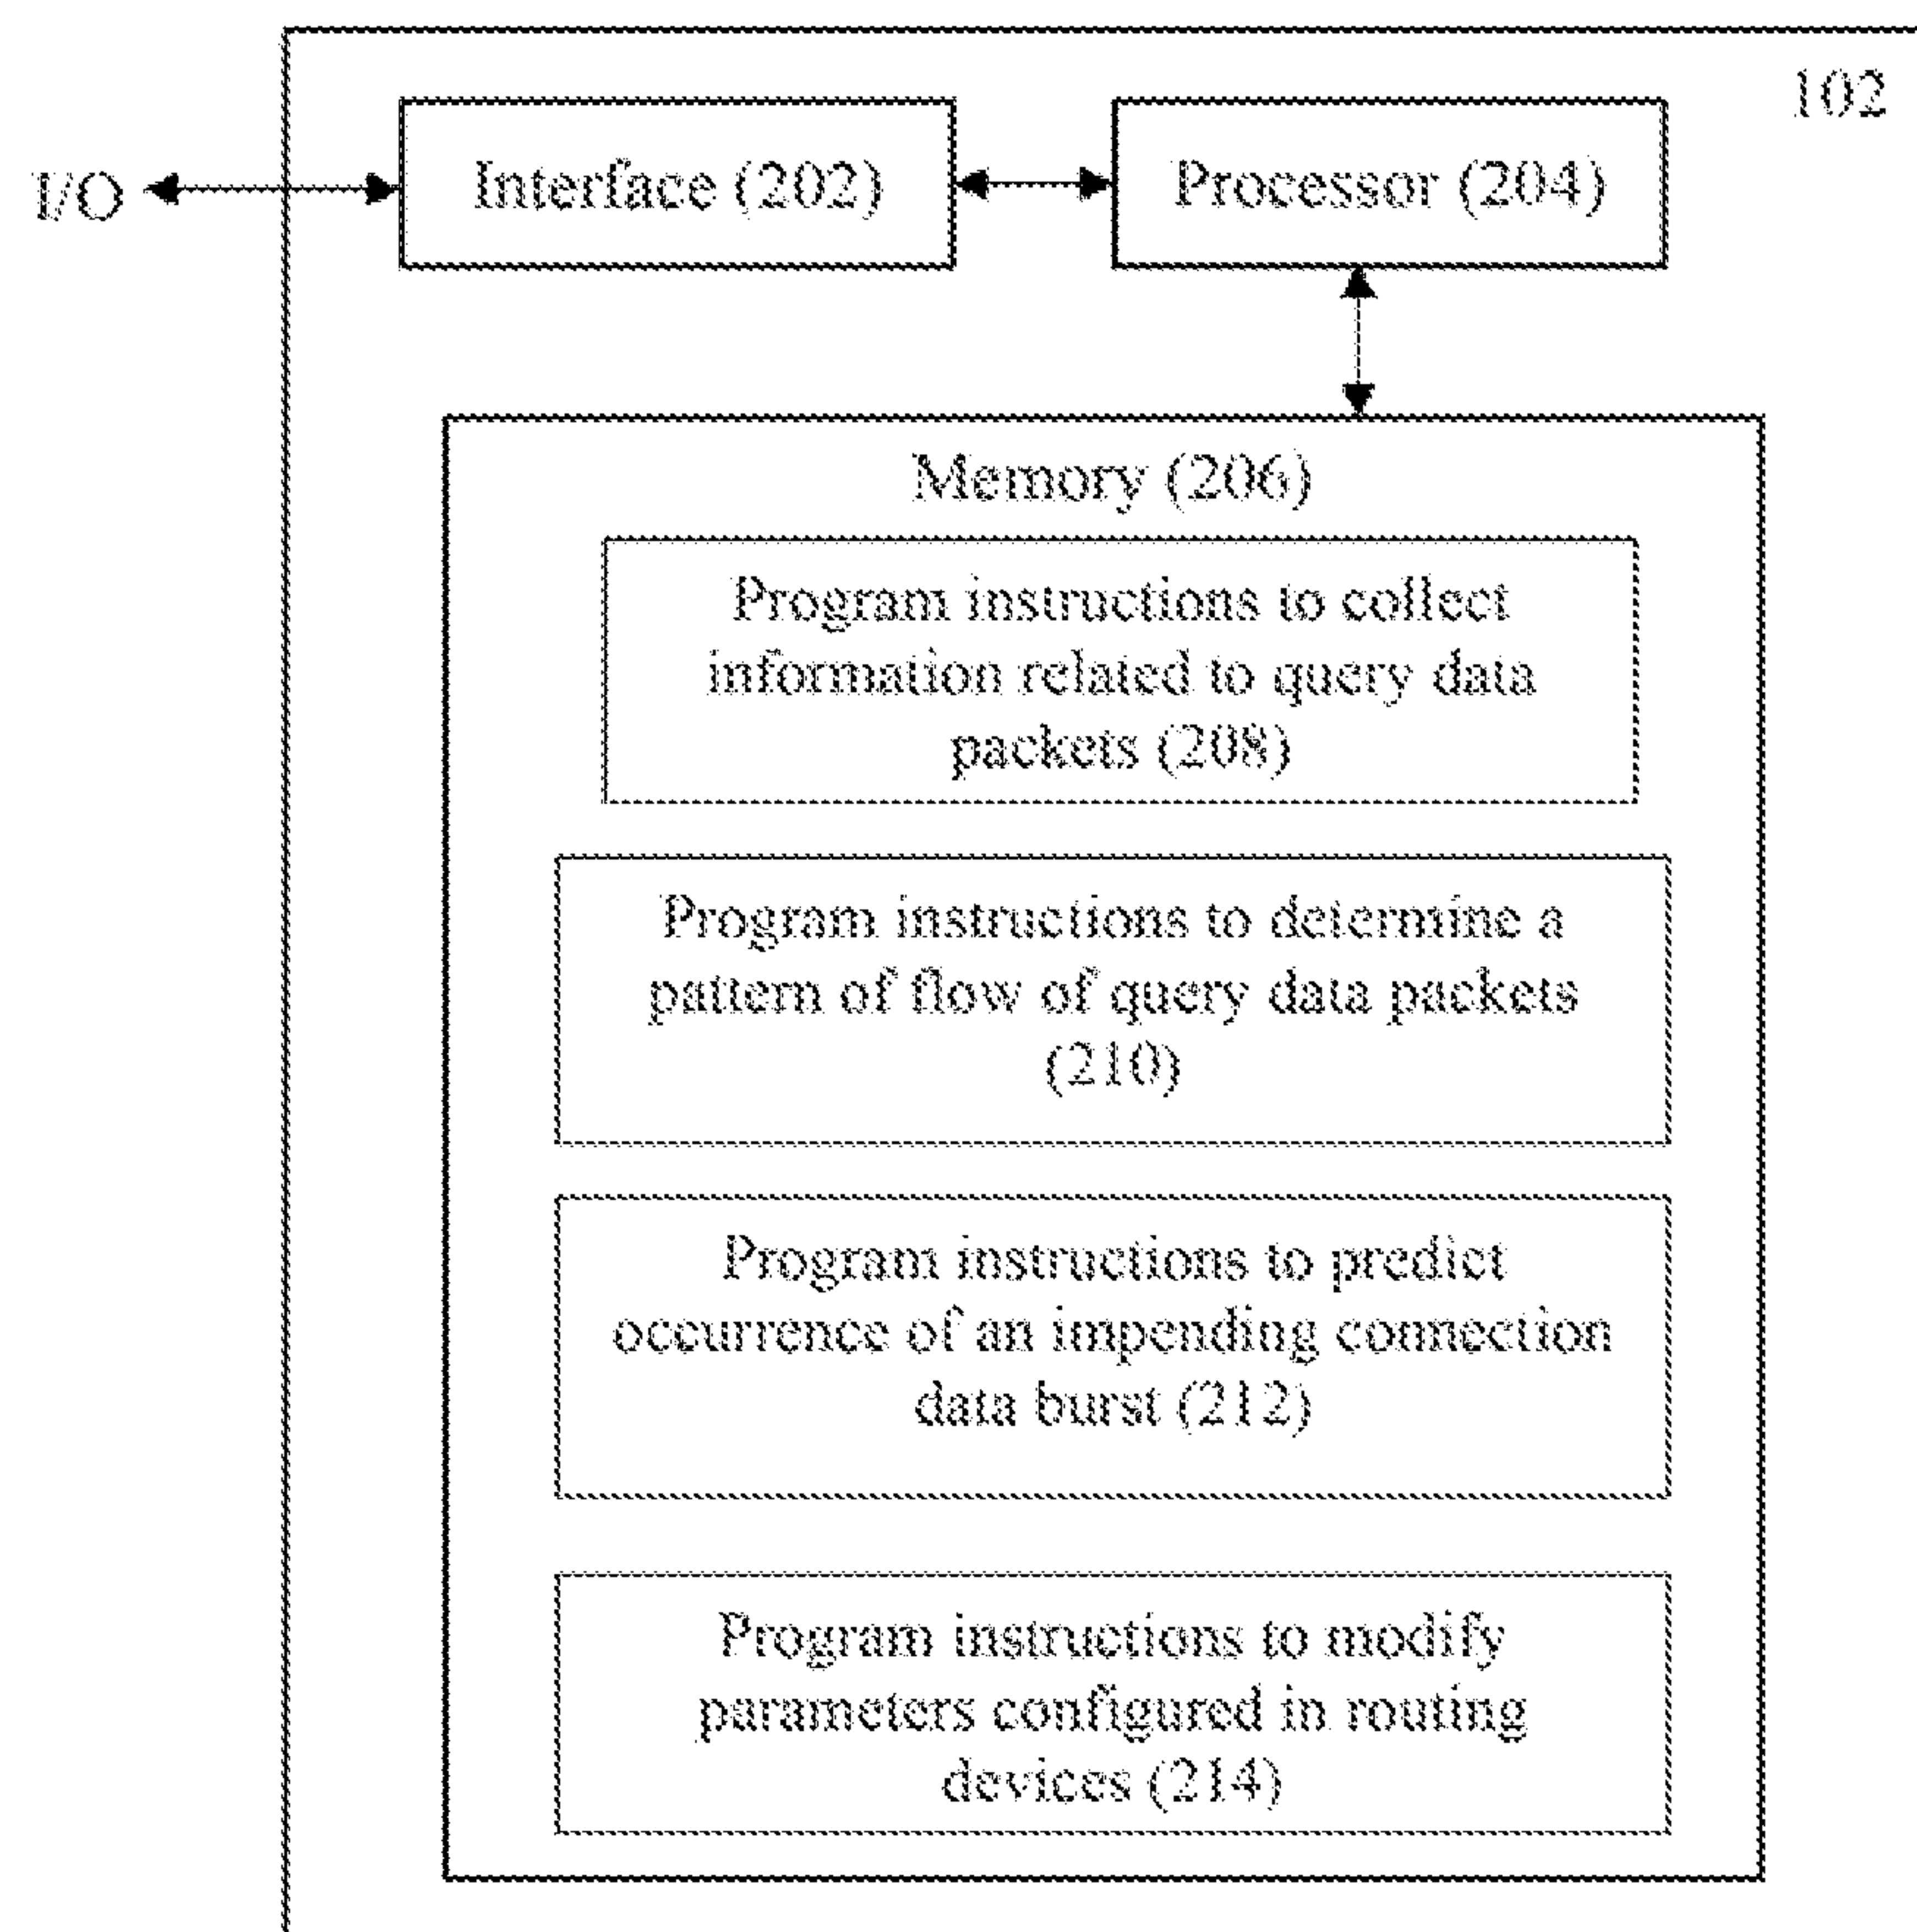 102
I/O
Interface (202)
Processor (204)
Memory (206)
Program instructions to collect
information related to query data
packets (208)
Program instructions to determine a
pattern of flow of query data packets
(210)
Program instructions to predict
occurrence of an impending connection
data burst (212)
Program instructions to modify
parameters configured in routing
devices (214)